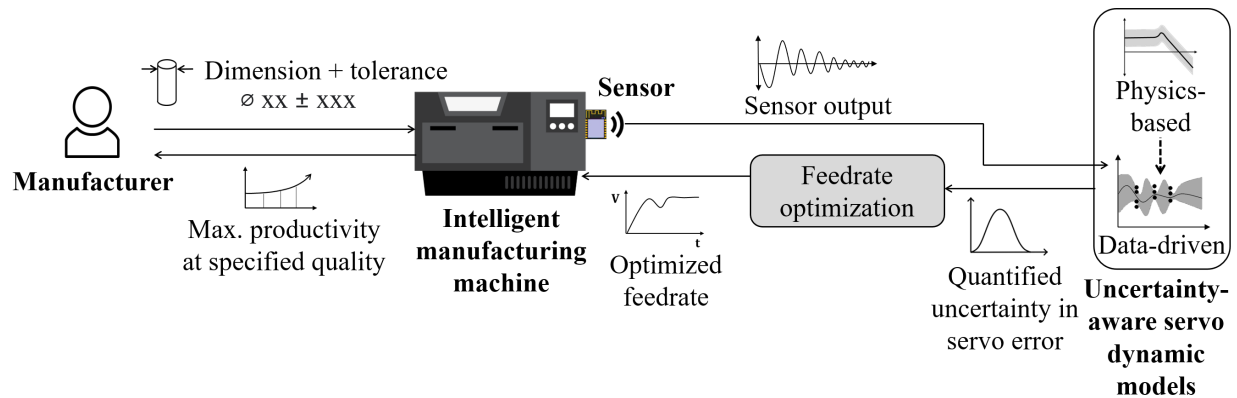 Dimension + tolerance
∅ xx ± xxx
Manufacturer
Max. productivity
at specified quality
Intelligent
manufacturing
machine
Sensor
Sensor output
Feedrate
optimization
V
t
Optimized
feedrate
Quantified
uncertainty in
servo error
Physics-
based
Data-driven
Uncertainty-
aware servo
dynamic
models